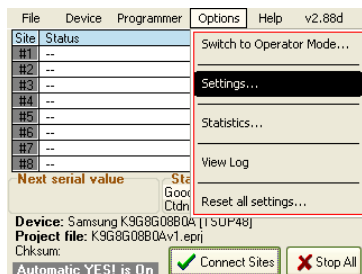 File Device Programmer Options Help v2.88d
Site Status
Switch to Operator Mode...
#1 --
#2 --
Settings...
#3 --
#4 --
#5 --
Statistics...
#6 --
#7 --
View Log
#8 --
Next serial value Sta
Good
Ctdn
Reset all settings...
Device: Samsung K9G8G08B0A [TSOP48]
Project file: K9G8G08B0Av1.eprj
Chksum:
Automatic YES! is On Connect Sites Stop All